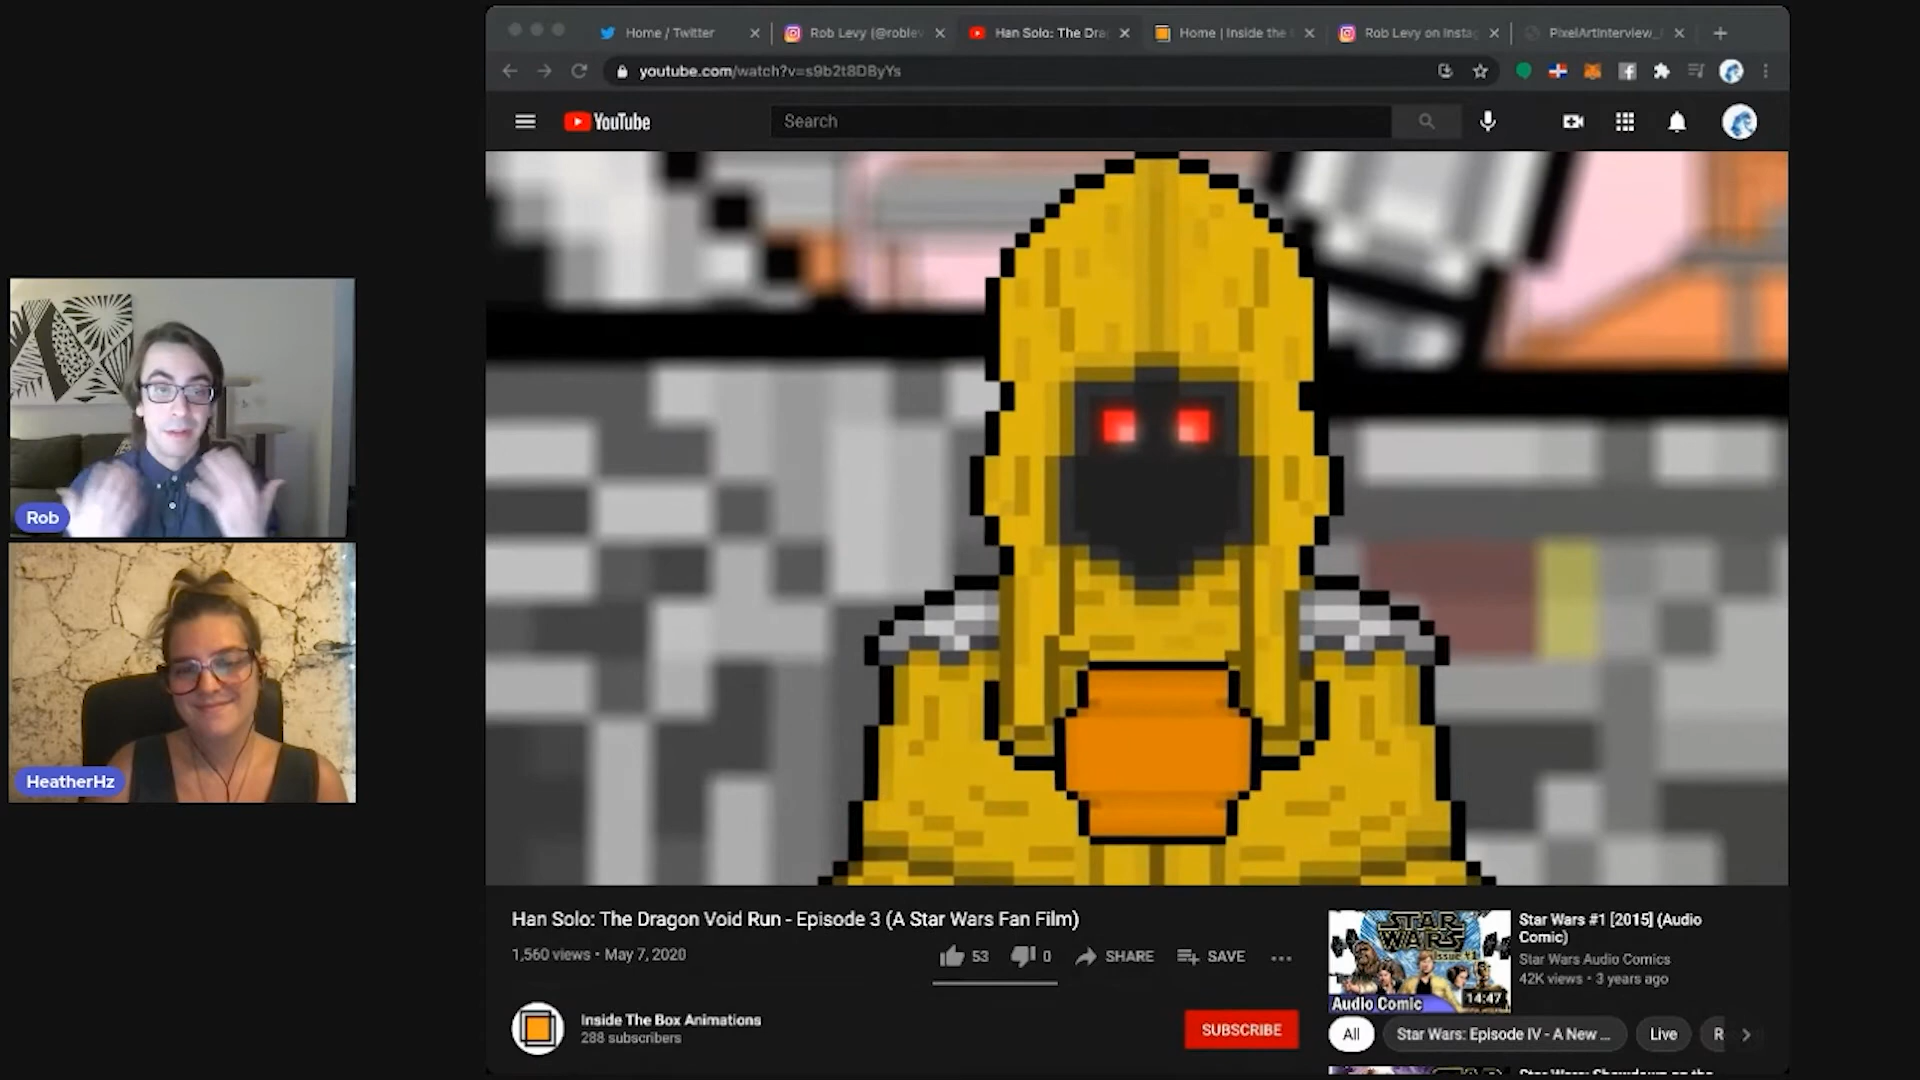 Home / Twitter
Rob Levy (@roblev
Han Solo: The Dra
Home | Inside the
Rob Levy on Insta
PixelArtInterview_
youtube.com/watch?v=s9b2t8DByYs
YouTube
Search
Rob
HeatherHz
Han Solo: The Dragon Void Run - Episode 3 (A Star Wars Fan Film)
1,560 views • May 7, 2020
53
0
SHARE
SAVE
Inside The Box Animations
288 subscribers
SUBSCRIBE
STAR
WARS
Issue #1
Audio Comic
14:47
Star Wars #1 [2015] (Audio
Comic)
Star Wars Audio Comics
42K views • 3 years ago
All
Star Wars: Episode IV - A New ...
Live
R